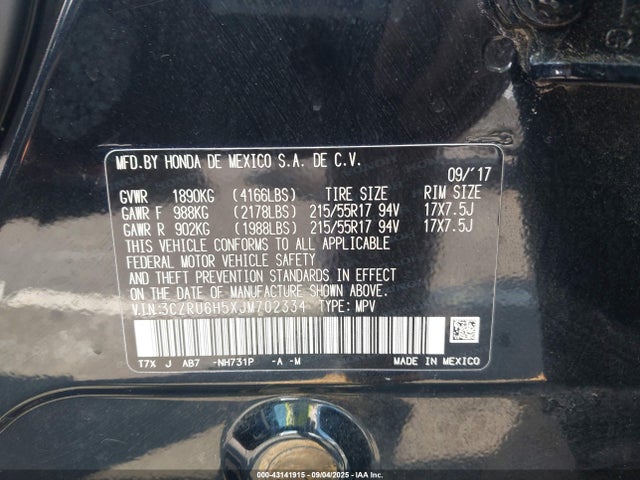 MFD.BY HONDA DE MEXICO S.A. DE C.V.
09/'17
GVWR 1890KG (4166LBS) TIRE SIZE RIM SIZE
GAWR F 988KG (2178LBS) 215/55R17 94V 17X7.5J
GAWR R 902KG (1988LBS) 215/55R17 94V 17X7.5J
THIS VEHICLE CONFORMS TO ALL APPLICABLE
FEDERAL MOTOR VEHICLE SAFETY
AND THEFT PREVENTION STANDARDS IN EFFECT
ON THE DATE OF MANUFACTURE SHOWN ABOVE.
V.I.N:3CZRU6H5XJM702334 TYPE: MPV
T7X J AB7 -NH731P -A -M MADE IN MEXICO
000-43141915 - 09/04/2025 - IAA Inc.